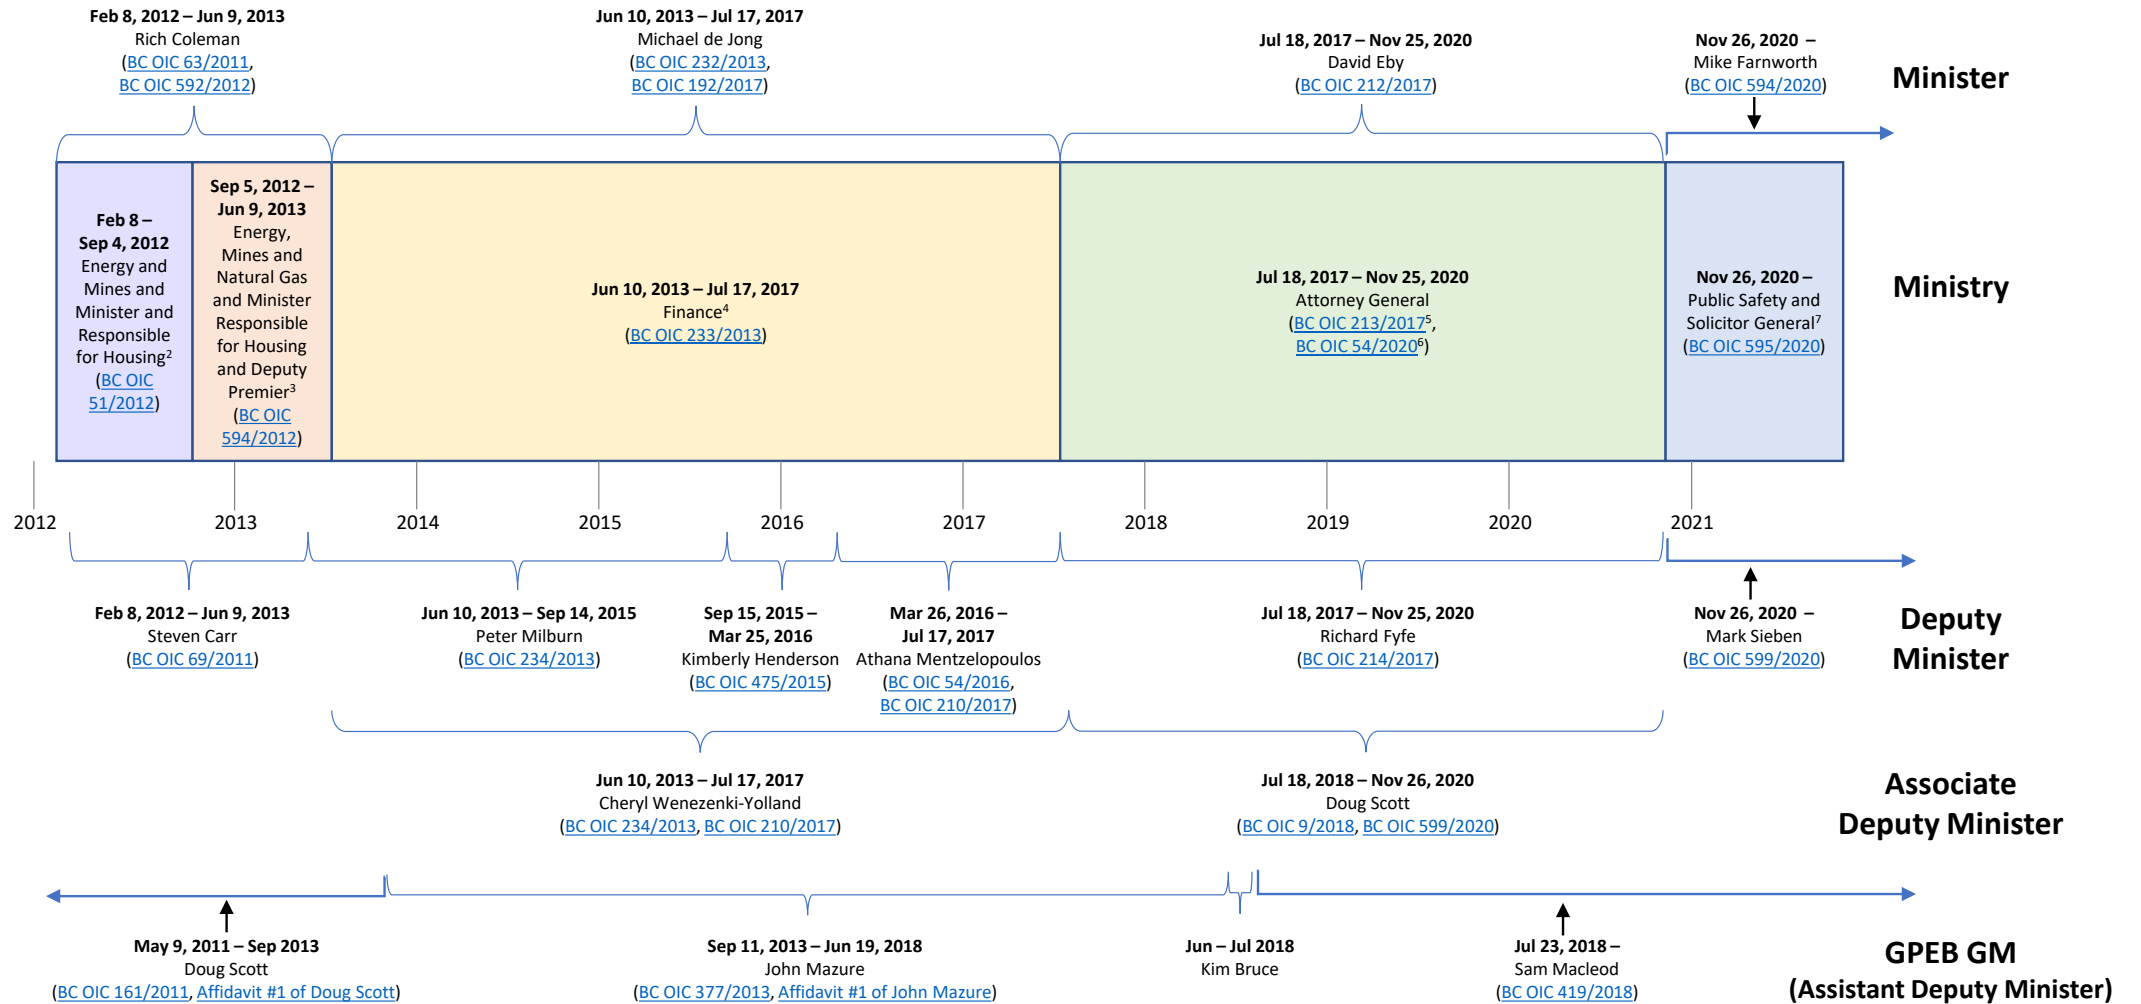 Feb 8, 2012 – Jun 9, 2013
Rich Coleman
(BC OIC 63/2011,
BC OIC 592/2012)
Jun 10, 2013 – Jul 17, 2017
Michael de Jong
(BC OIC 232/2013,
BC OIC 192/2017)
Jul 18, 2017 – Nov 25, 2020
David Eby
(BC OIC 212/2017)
Nov 26, 2020 –
Mike Farnworth
(BC OIC 594/2020)
Minister
Feb 8 –
Sep 4, 2012
Energy and
Mines and
Minister and
Responsible
for Housing2
(BC OIC
51/2012)
Sep 5, 2012 –
Jun 9, 2013
Energy,
Mines and
Natural Gas
and Minister
Responsible
for Housing
and Deputy
Premier3
(BC OIC
594/2012)
Jun 10, 2013 – Jul 17, 2017
Finance4
(BC OIC 233/2013)
Jul 18, 2017 – Nov 25, 2020
Attorney General
(BC OIC 213/20175,
BC OIC 54/20206)
Nov 26, 2020 –
Public Safety and
Solicitor General7
(BC OIC 595/2020)
Ministry
2012 2013 2014 2015 2016 2017 2018 2019 2020 2021
Feb 8, 2012 – Jun 9, 2013
Steven Carr
(BC OIC 69/2011)
Jun 10, 2013 – Sep 14, 2015
Peter Milburn
(BC OIC 234/2013)
Sep 15, 2015 –
Mar 25, 2016
Kimberly Henderson
(BC OIC 475/2015)
Mar 26, 2016 –
Jul 17, 2017
Athana Mentzelopoulos
(BC OIC 54/2016,
BC OIC 210/2017)
Jul 18, 2017 – Nov 25, 2020
Richard Fyfe
(BC OIC 214/2017)
Nov 26, 2020 –
Mark Sieben
(BC OIC 599/2020)
Deputy
Minister
Jun 10, 2013 – Jul 17, 2017
Cheryl Wenezenki-Yolland
(BC OIC 234/2013, BC OIC 210/2017)
Jul 18, 2018 – Nov 26, 2020
Doug Scott
(BC OIC 9/2018, BC OIC 599/2020)
Associate
Deputy Minister
May 9, 2011 – Sep 2013
Doug Scott
(BC OIC 161/2011, Affidavit #1 of Doug Scott)
Sep 11, 2013 – Jun 19, 2018
John Mazure
(BC OIC 377/2013, Affidavit #1 of John Mazure)
Jun – Jul 2018
Kim Bruce
Jul 23, 2018 –
Sam Macleod
(BC OIC 419/2018)
GPEB GM
(Assistant Deputy Minister)